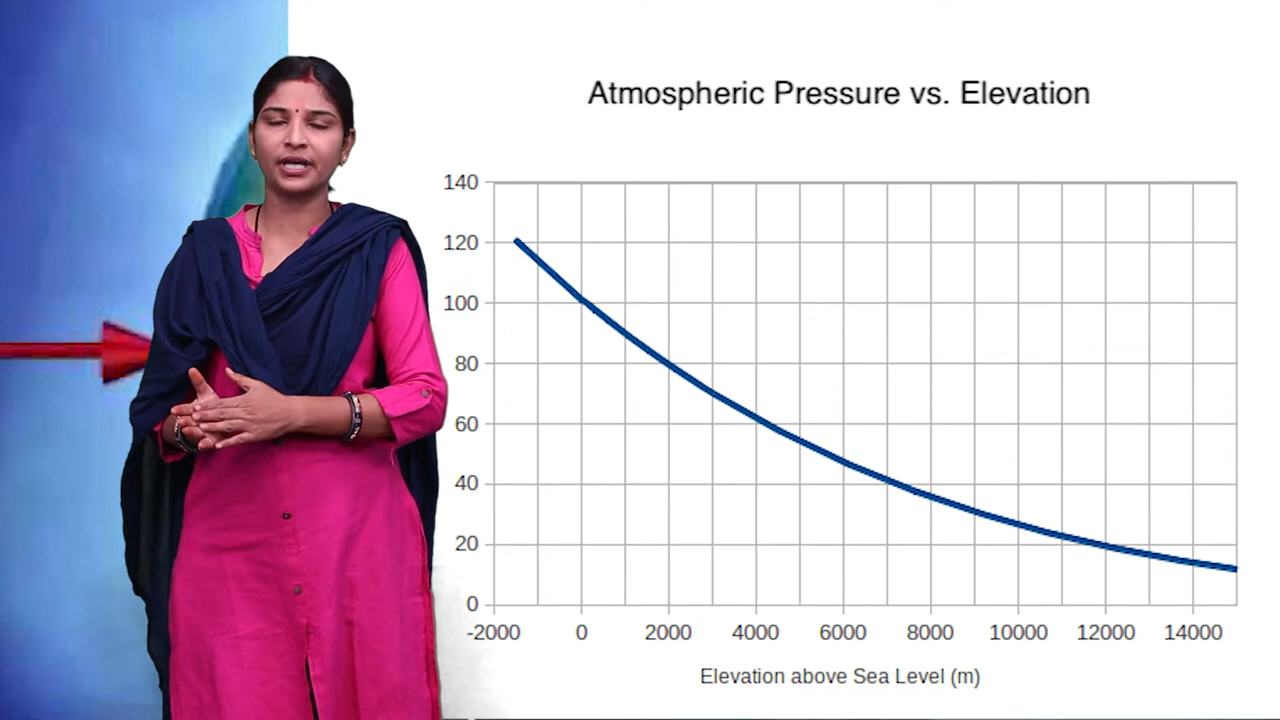 Atmospheric Pressure vs. Elevation
140
120
100
80
60
40
20
0
-2000 0 2000 4000 6000 8000 10000 12000 14000
Elevation above Sea Level (m)